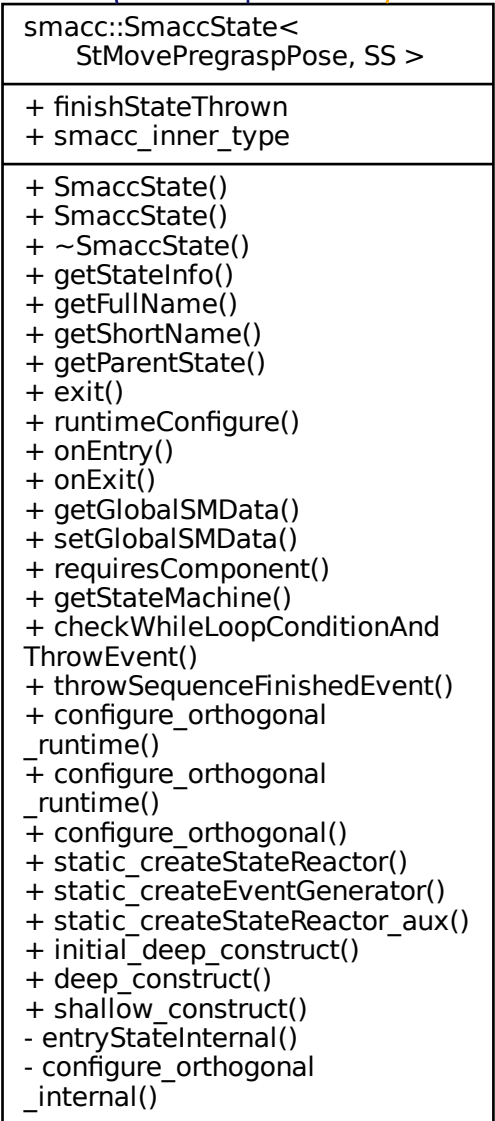 smacc::SmaccState<
StMovePregraspPose, SS >
+ finishStateThrown
+ smacc_inner_type
+ SmaccState()
+ SmaccState()
+ ~SmaccState()
+ getStateInfo()
+ getFullName()
+ getShortName()
+ getParentState()
+ exit()
+ runtimeConfigure()
+ onEntry()
+ onExit()
+ getGlobalSMData()
+ setGlobalSMData()
+ requiresComponent()
+ getStateMachine()
+ checkWhileLoopConditionAnd
ThrowEvent()
+ throwSequenceFinishedEvent()
+ configure_orthogonal
_runtime()
+ configure_orthogonal
_runtime()
+ configure_orthogonal()
+ static_createStateReactor()
+ static_createEventGenerator()
+ static_createStateReactor_aux()
+ initial_deep_construct()
+ deep_construct()
+ shallow_construct()
- entryStateInternal()
- configure_orthogonal
_internal()